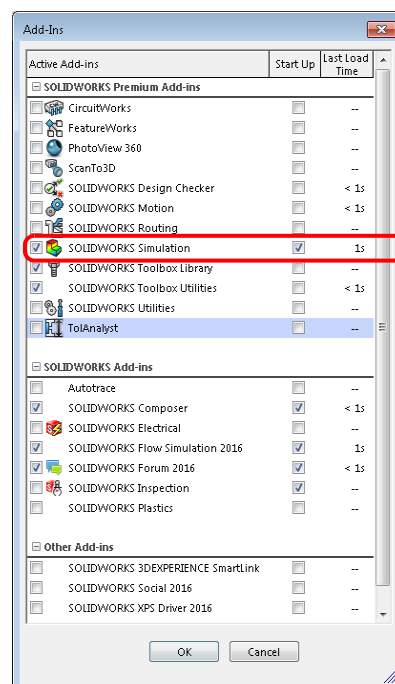 Add-Ins
Active Add-ins Start Up Last Load Time
SOLIDWORKS Premium Add-ins
CircuitWorks --
FeatureWorks --
PhotoView 360 --
ScanTo3D --
SOLIDWORKS Design Checker < 1s
SOLIDWORKS Motion < 1s
SOLIDWORKS Routing --
SOLIDWORKS Simulation 1s
SOLIDWORKS Toolbox Library --
SOLIDWORKS Toolbox Utilities < 1s
SOLIDWORKS Utilities --
TolAnalyst --
SOLIDWORKS Add-ins
Autotrace --
SOLIDWORKS Composer < 1s
SOLIDWORKS Electrical --
SOLIDWORKS Flow Simulation 2016 1s
SOLIDWORKS Forum 2016 < 1s
SOLIDWORKS Inspection --
SOLIDWORKS Plastics --
Other Add-ins
SOLIDWORKS 3DEXPERIENCE SmartLink --
SOLIDWORKS Social 2016 --
SOLIDWORKS XPS Driver 2016 --
OK Cancel